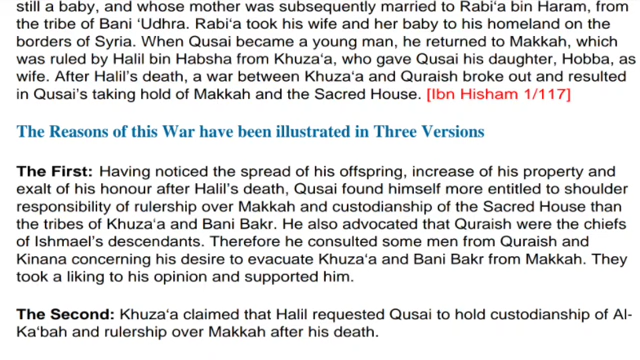 still a baby, and whose mother was subsequently married to Rabi‘a bin Haram, from
the tribe of Bani ‘Udhra. Rabi‘a took his wife and her baby to his homeland on the
borders of Syria. When Qusai became a young man, he returned to Makkah, which
was ruled by Halil bin Habsha from Khuza‘a, who gave Qusai his daughter, Hobba, as
wife. After Halil’s death, a war between Khuza‘a and Quraish broke out and resulted
in Qusai’s taking hold of Makkah and the Sacred House. [Ibn Hisham 1/117]
The Reasons of this War have been illustrated in Three Versions
The First: Having noticed the spread of his offspring, increase of his property and
exalt of his honour after Halil’s death, Qusai found himself more entitled to shoulder
responsibility of rulership over Makkah and custodianship of the Sacred House than
the tribes of Khuza‘a and Bani Bakr. He also advocated that Quraish were the chiefs
of Ishmael’s descendants. Therefore he consulted some men from Quraish and
Kinana concerning his desire to evacuate Khuza‘a and Bani Bakr from Makkah. They
took a liking to his opinion and supported him.
The Second: Khuza‘a claimed that Halil requested Qusai to hold custodianship of Al-
Ka‘bah and rulership over Makkah after his death.